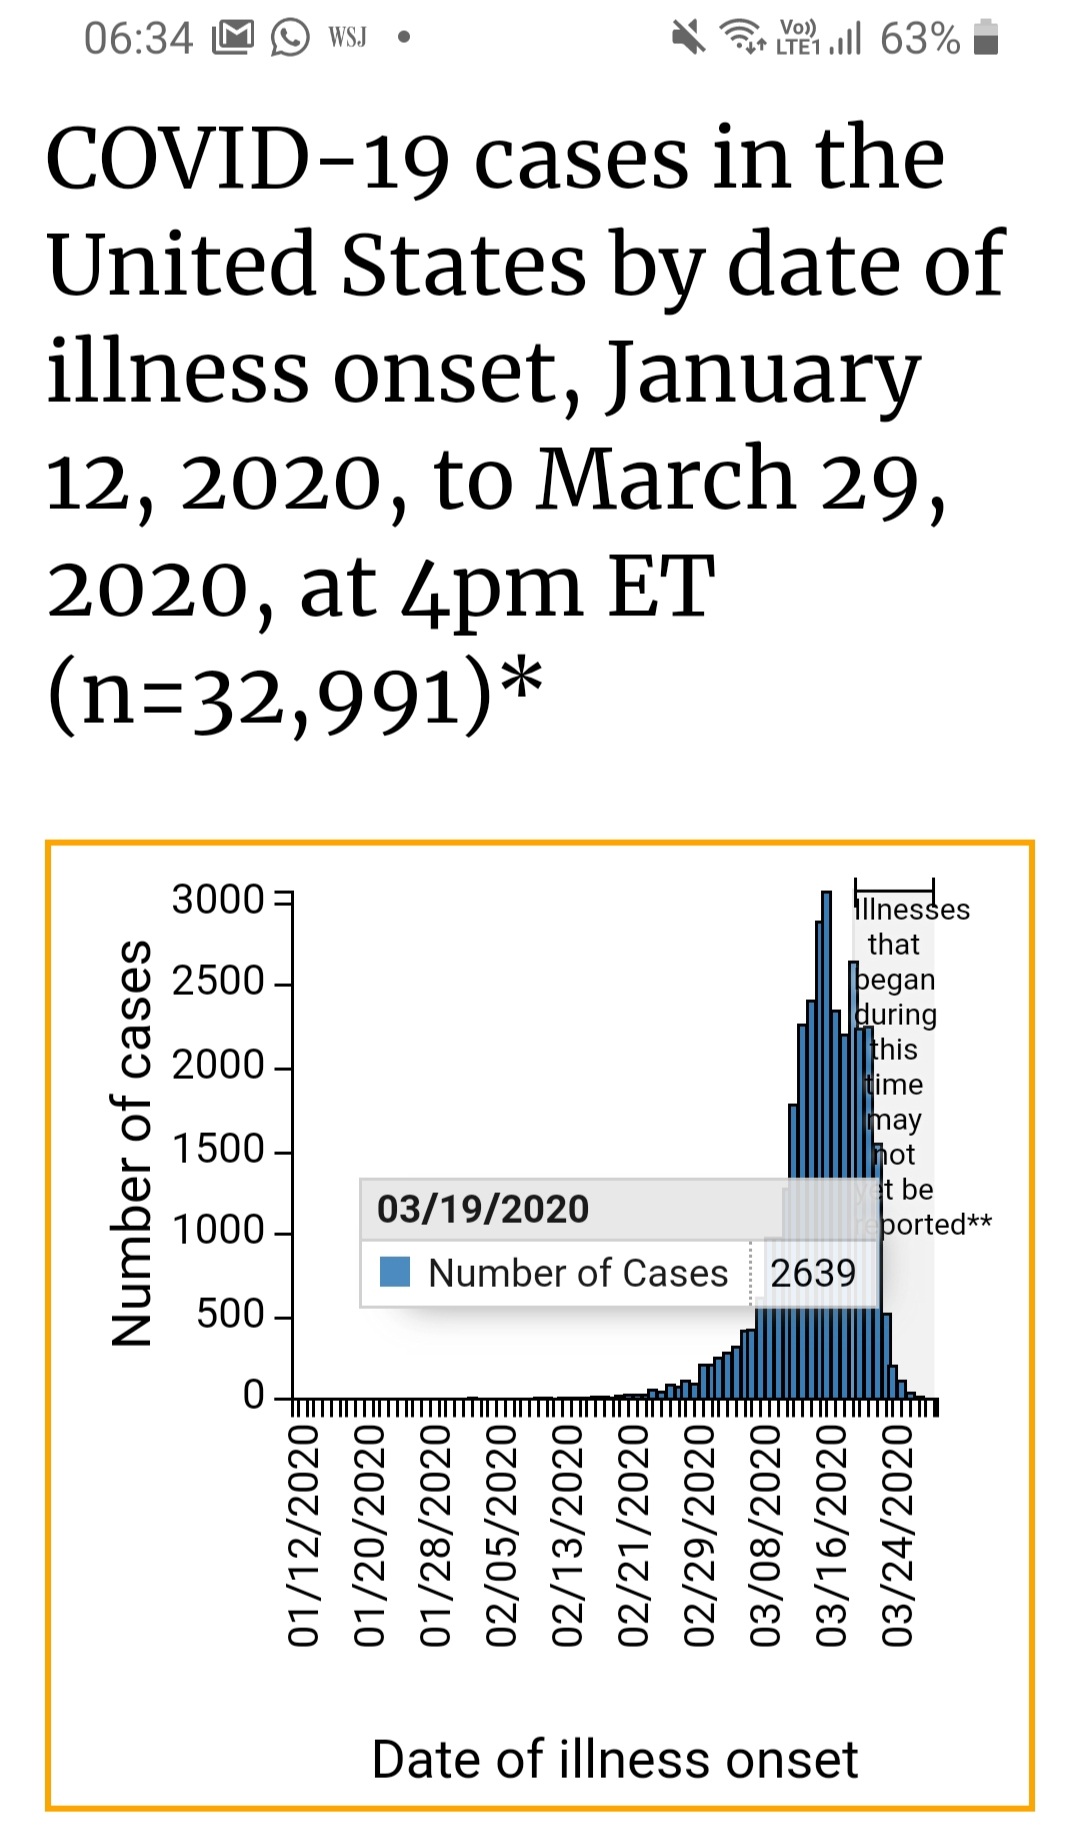 06:34 WSJ Vo)) LTE1 63%
COVID-19 cases in the
United States by date of
illness onset, January
12, 2020, to March 29,
2020, at 4pm ET
(n=32,991)*
Number of cases
3000
2500
2000
1500
1000
500
0
Illnesses
that
began
during
this
time
may
not
yet be
reported**
03/19/2020
Number of Cases 2639
01/12/2020
01/20/2020
01/28/2020
02/05/2020
02/13/2020
02/21/2020
02/29/2020
03/08/2020
03/16/2020
03/24/2020
Date of illness onset